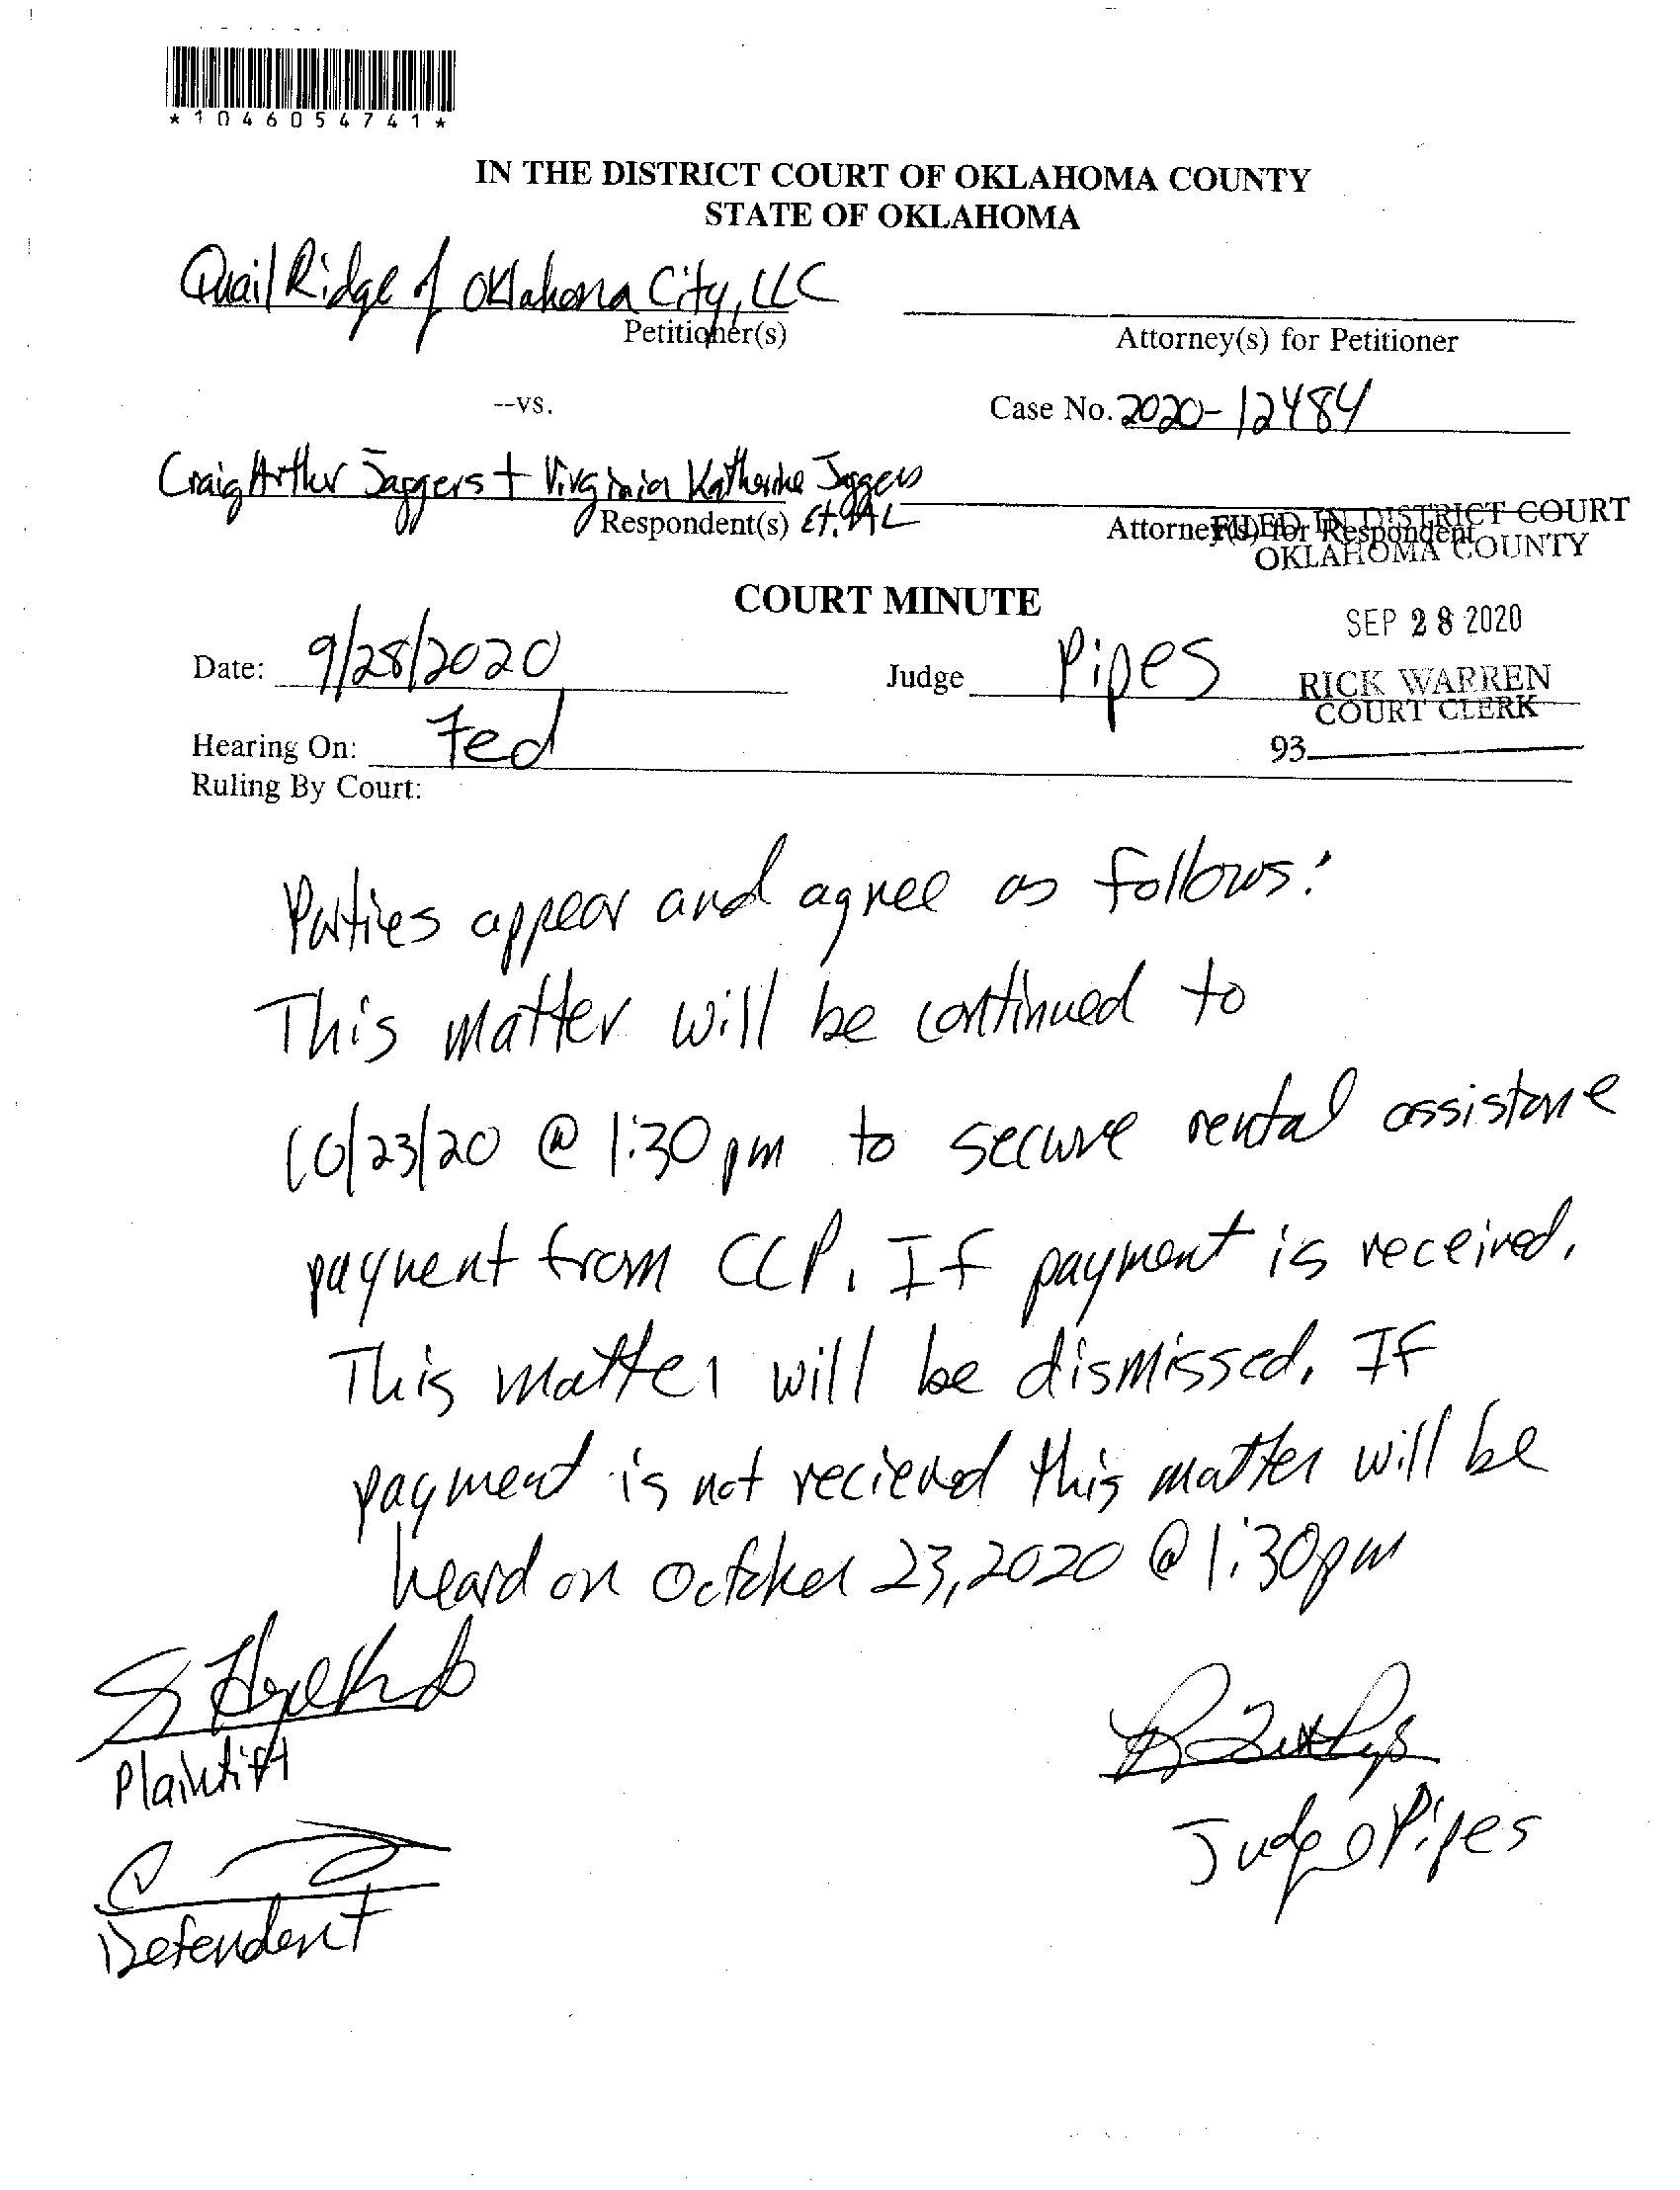 *1046054741*
IN THE DISTRICT COURT OF OKLAHOMA COUNTY
STATE OF OKLAHOMA
Quail Ridge of Oklahoma City, LLC
Petitioner(s)
Attorney(s) for Petitioner
--vs.
Case No. 2020-12484
Craig Arthur Jaggers + Virginia Katherine Jaggers
Respondent(s) Et. AL
Attorney(s) for Respondent
FILED IN DISTRICT COURT
OKLAHOMA COUNTY
COURT MINUTE
SEP 28 2020
Date: 9/28/2020
Judge Pipes
RICK WARREN
COURT CLERK
Hearing On: Fed
93
Ruling By Court:
Parties appear and agree as follows:
This matter will be continued to
10/23/20 @ 1:30 pm to secure rental assistance
payment from CCP. If payment is received,
This matter will be dismissed. If
payment is not recieved this matter will be
heard on October 23, 2020 @ 1:30pm
Plaintiff
Judge Pipes
Defendent